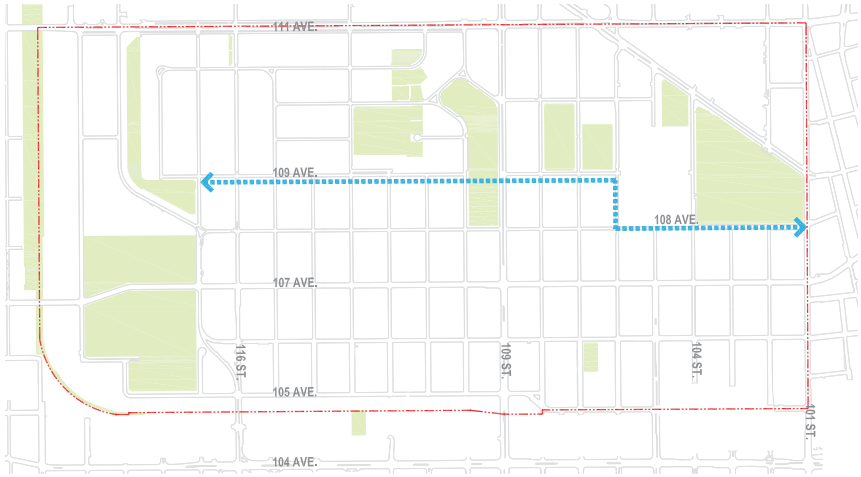 111 AVE.
109 AVE.
108 AVE.
107 AVE.
116 ST.
109 ST.
104 ST.
105 AVE.
101 ST.
104 AVE.